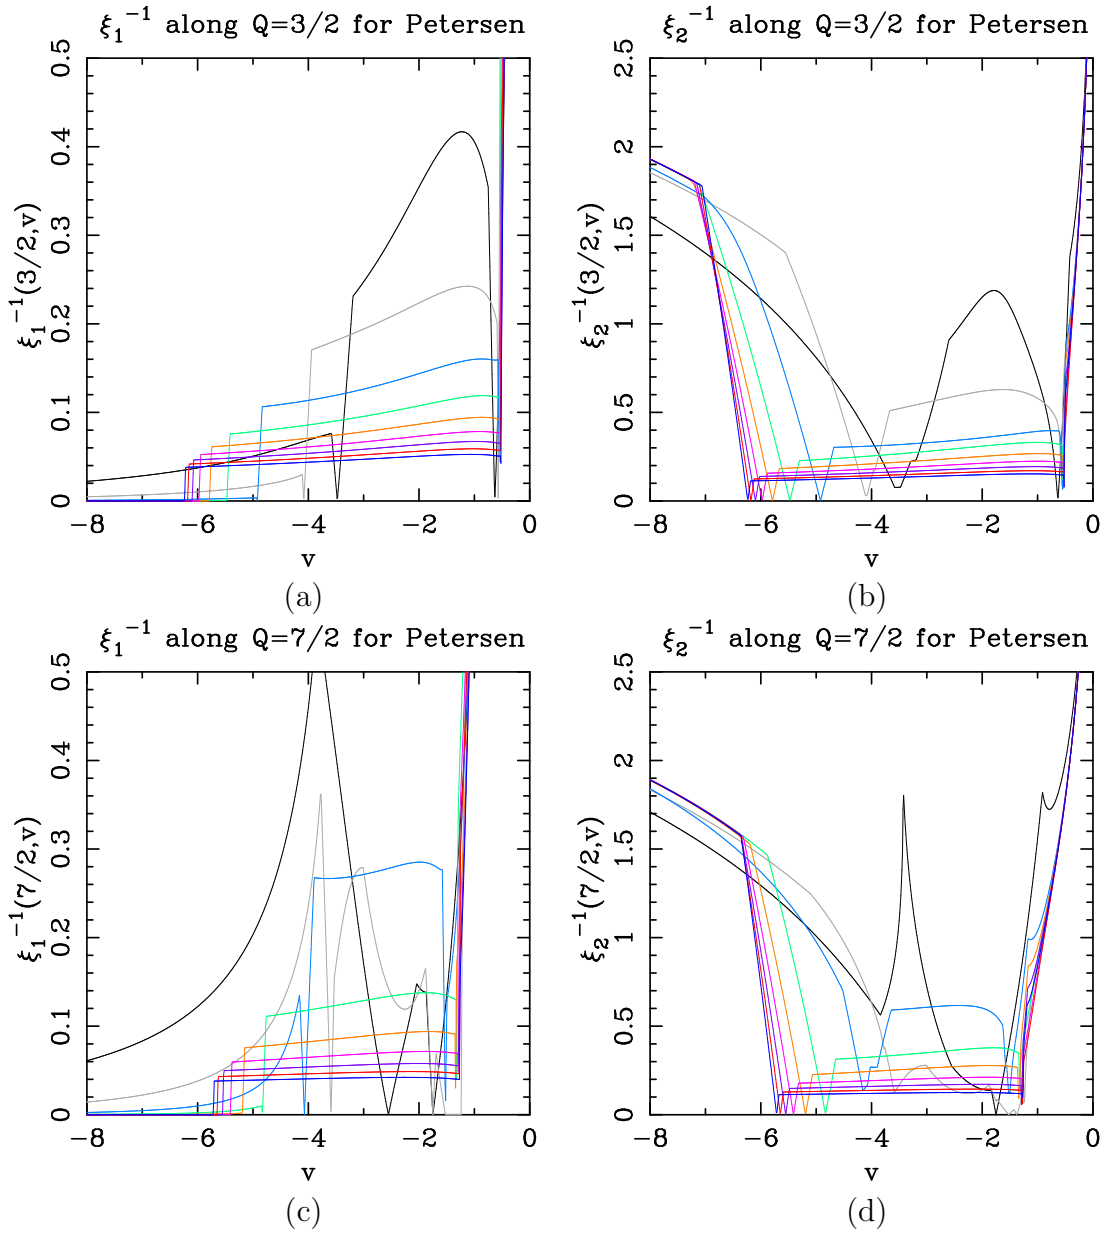 ξ₁⁻¹ along Q=3/2 for Petersen
0.5
0.4
0.3
0.2
0.1
0
ξ₁⁻¹(3/2,v)
−8 −6 −4 −2 0
v
(a)
ξ₂⁻¹ along Q=3/2 for Petersen
2.5
2
1.5
1
0.5
0
ξ₂⁻¹(3/2,v)
−8 −6 −4 −2 0
v
(b)
ξ₁⁻¹ along Q=7/2 for Petersen
0.5
0.4
0.3
0.2
0.1
0
ξ₁⁻¹(7/2,v)
−8 −6 −4 −2 0
v
(c)
ξ₂⁻¹ along Q=7/2 for Petersen
2.5
2
1.5
1
0.5
0
ξ₂⁻¹(7/2,v)
−8 −6 −4 −2 0
v
(d)